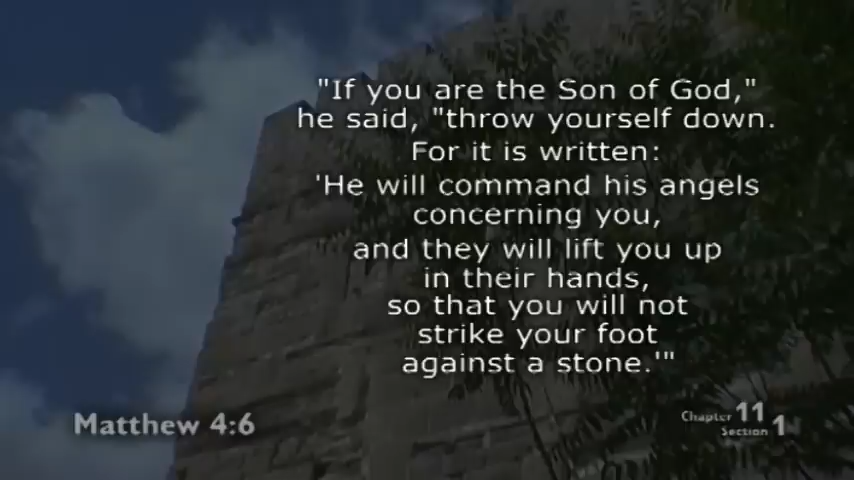 "If you are the Son of God,"
he said, "throw yourself down.
For it is written:
'He will command his angels
concerning you,
and they will lift you up
in their hands,
so that you will not
strike your foot
against a stone.'"
Matthew 4:6
Chapter 11
Section 1